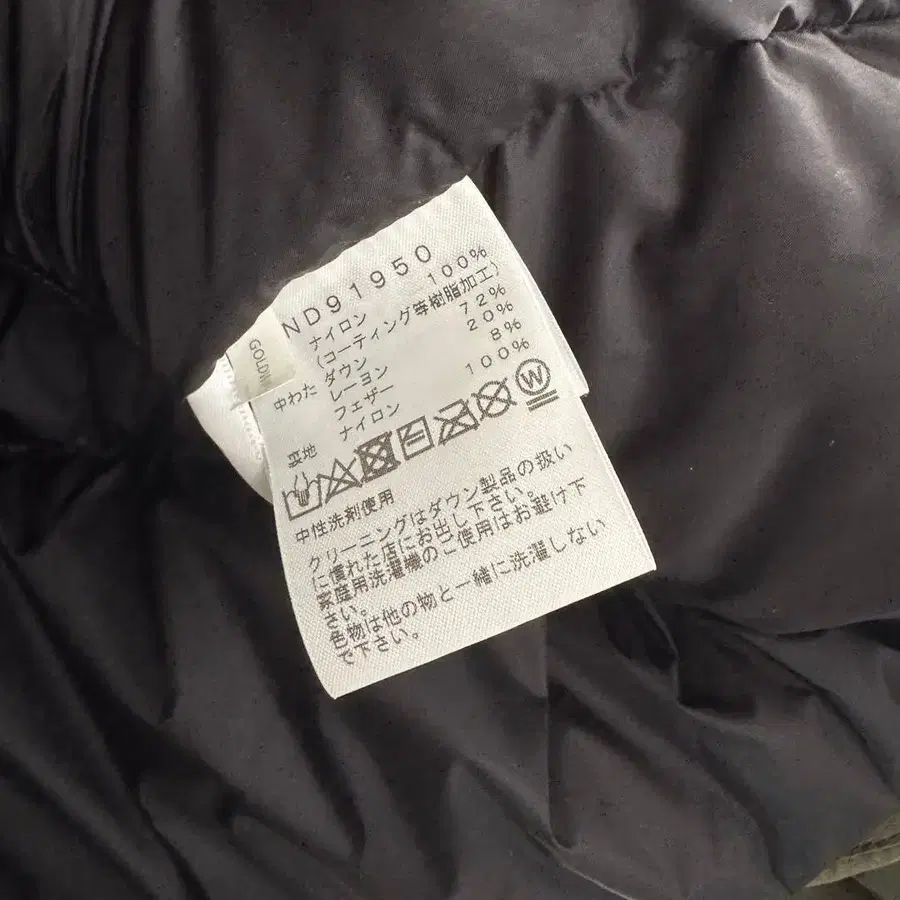 ND91950
ナイロン 100%
(コーティング等樹脂加工)
中わた ダウン 72%
レーヨン 20%
フェザー 8%
裏地 ナイロン 100%
W
中性洗剤使用
クリーニングはダウン製品の扱い
に慣れた店にお出し下さい。
家庭用洗濯機のご使用はお避け下
さい。
色物は他の物と一緒に洗濯しない
で下さい。
GOLDW